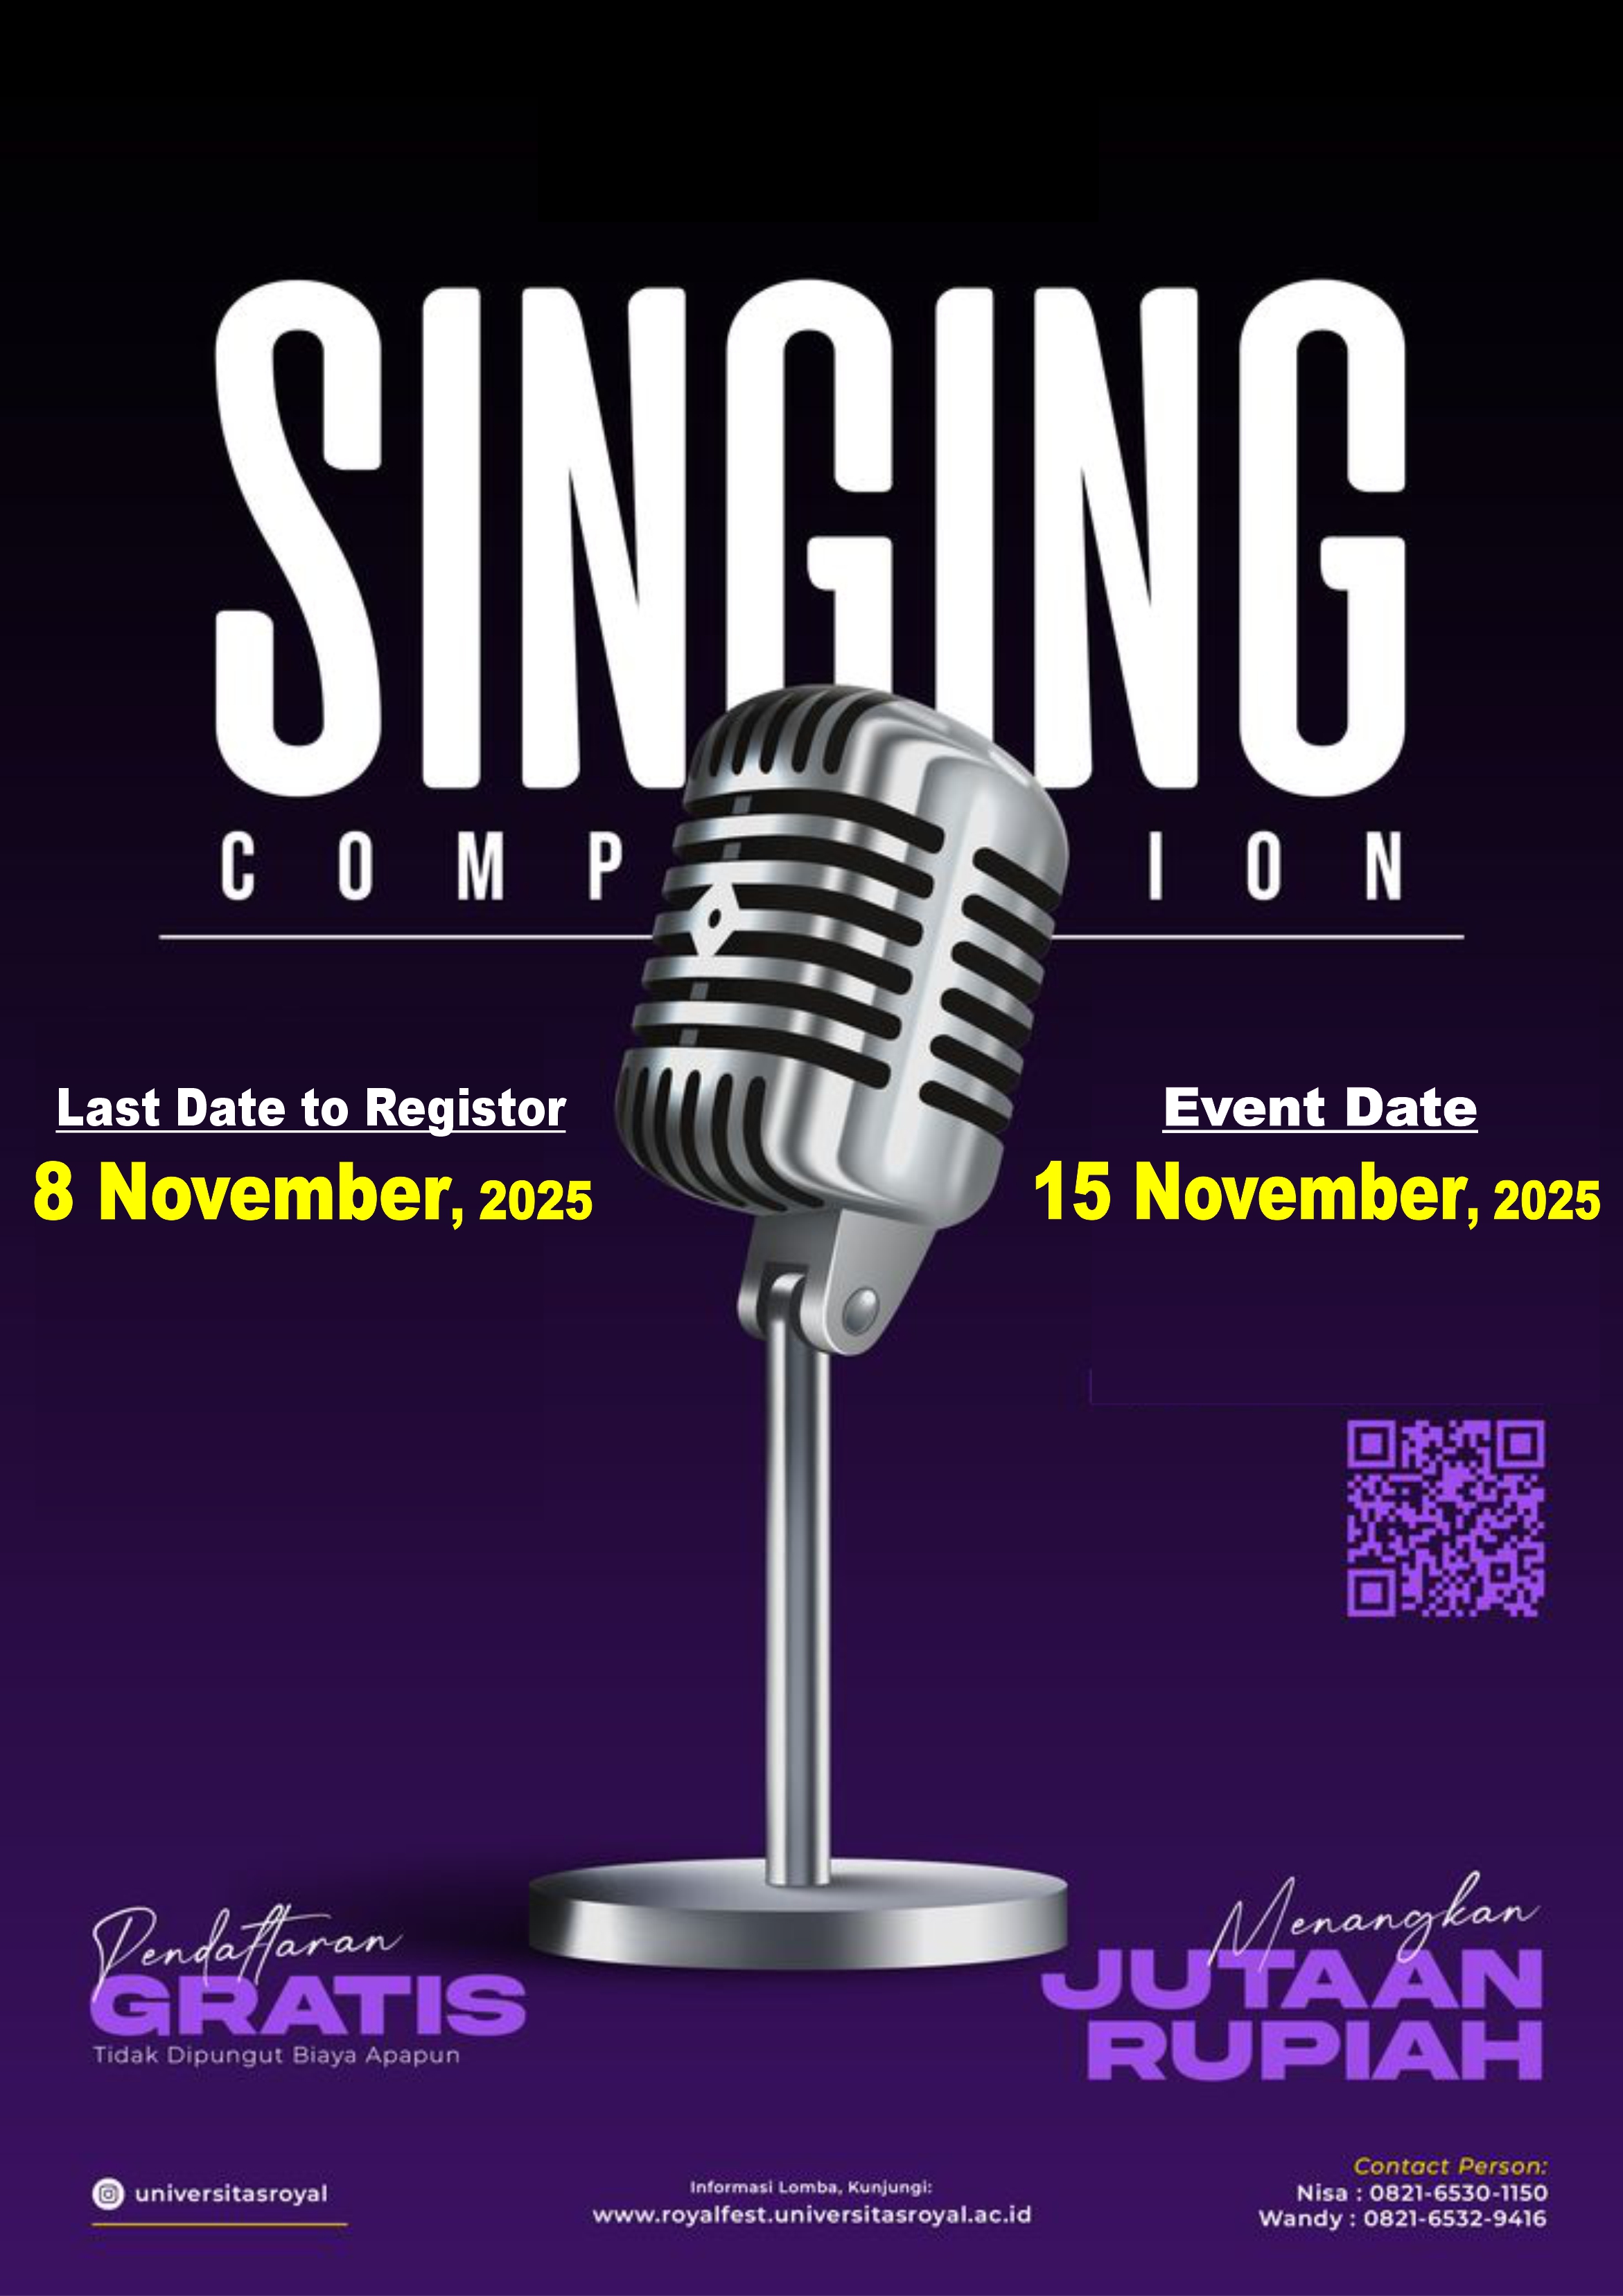 SINGING
COMP ION
Last Date to Registor
8 November, 2025
Event Date
15 November, 2025
Pendaftaran
GRATIS
Tidak Dipungut Biaya Apapun
Menangkan
JUTAAN
RUPIAH
universitasroyal
Informasi Lomba, Kunjungi:
www.royalfest.universitasroyal.ac.id
Contact Person:
Nisa : 0821-6530-1150
Wandy : 0821-6532-9416